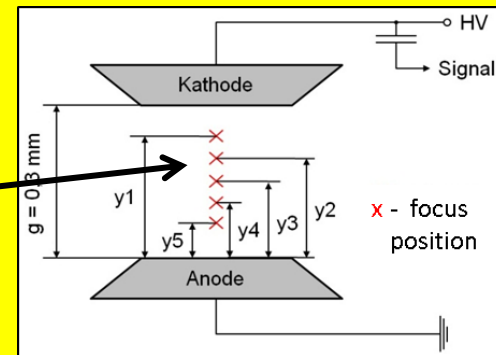 HV
Signal
Kathode
g = 0.3 mm
y1
y2
y3
y4
y5
x - focus
position
Anode